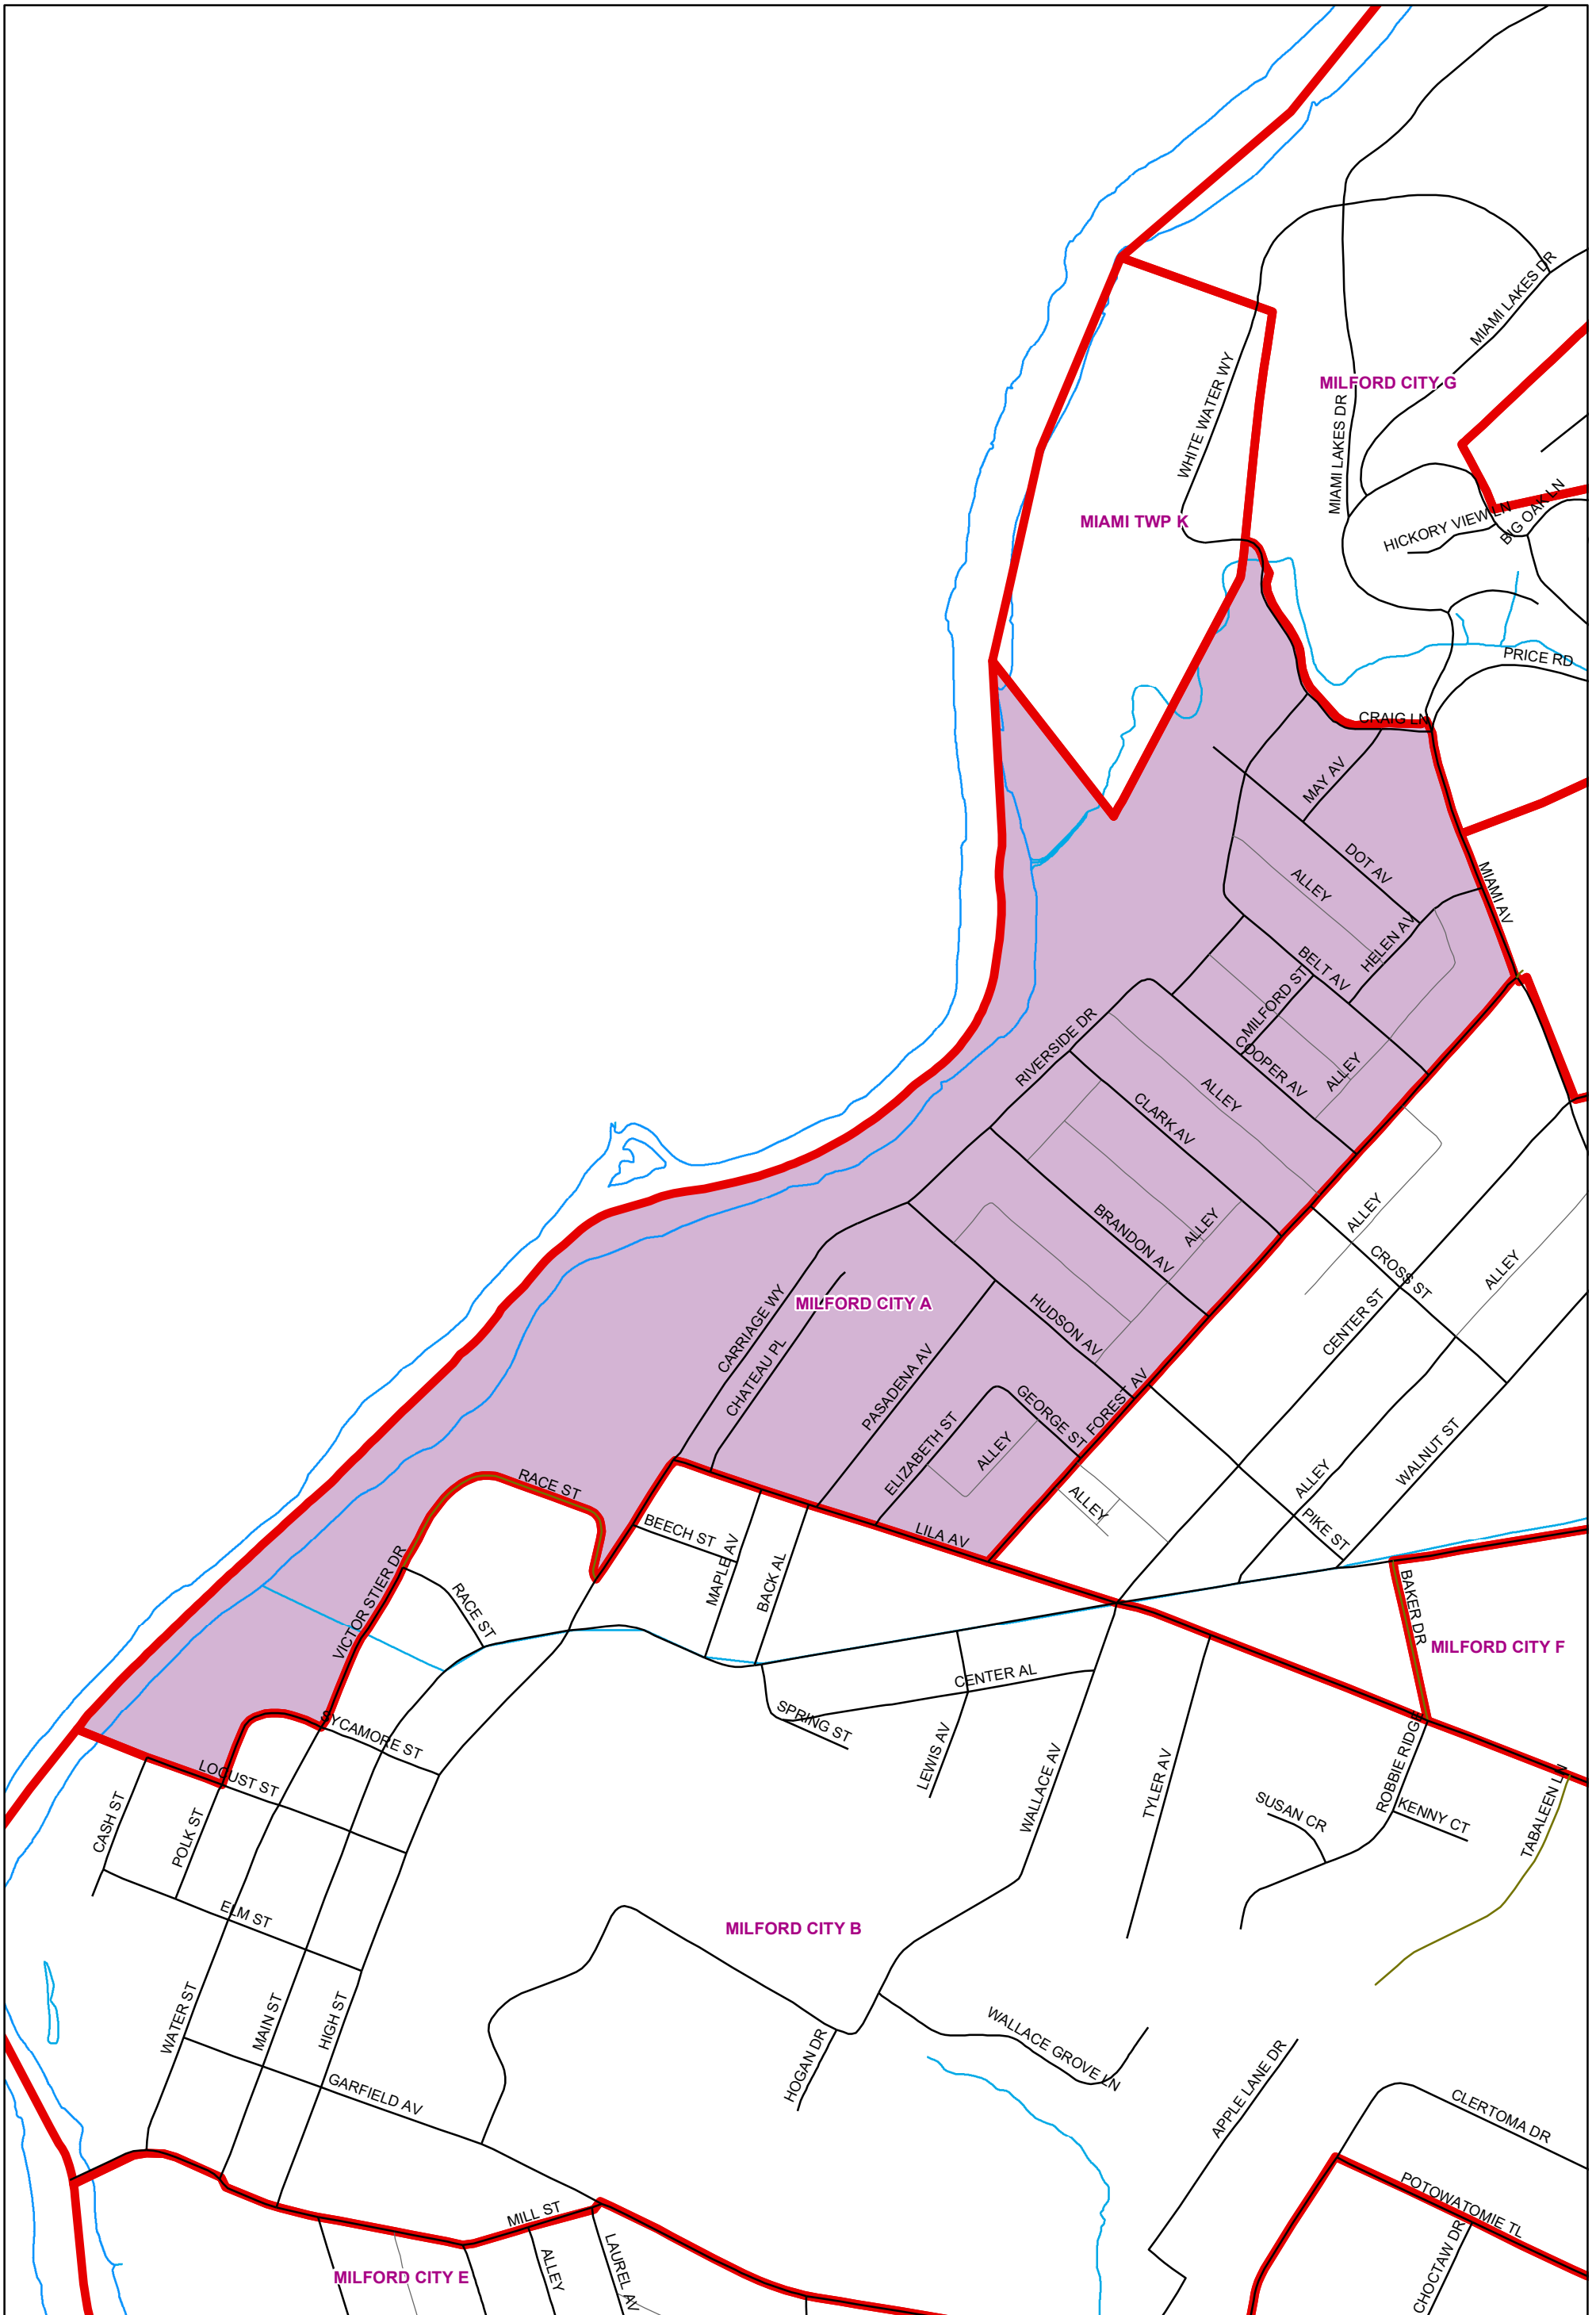 MIAMI LAKES DR
WHITE WATER WY
MILFORD CITY G
MIAMI LAKES DR
MIAMI TWP K
HICKORY VIEW LN
BIG OAK LN
PRICE RD
CRAIG LN
MAY AV
DOT AV
ALLEY
MIAMI AV
HELEN AV
BELT AV
MILFORD ST
COOPER AV
ALLEY
RIVERSIDE DR
ALLEY
CLARK AV
ALLEY
BRANDON AV
ALLEY
CROSS ST
ALLEY
CARRIAGE WY
MILFORD CITY A
HUDSON AV
CENTER ST
CHATEAU PL
PASADENA AV
GEORGE ST
FOREST AV
ELIZABETH ST
ALLEY
WALNUT ST
RACE ST
ALLEY
ALLEY
BEECH ST
LILA AV
PIKE ST
MAPLE AV
BACK AL
VICTOR STIER DR
RACE ST
BAKER DR
MILFORD CITY F
CENTER AL
SPRING ST
SYCAMORE ST
LOCUST ST
LEWIS AV
WALLACE AV
TYLER AV
ROBBIE RIDGE
SUSAN CR
KENNY CT
TABALEEN LN
CASH ST
POLK ST
ELM ST
MILFORD CITY B
WATER ST
MAIN ST
HIGH ST
WALLACE GROVE LN
HOGAN DR
GARFIELD AV
APPLE LANE DR
CLERTOMA DR
POTOWATOMIE TL
MILL ST
CHOCTAW DR
MILFORD CITY E
ALLEY
LAUREL AV